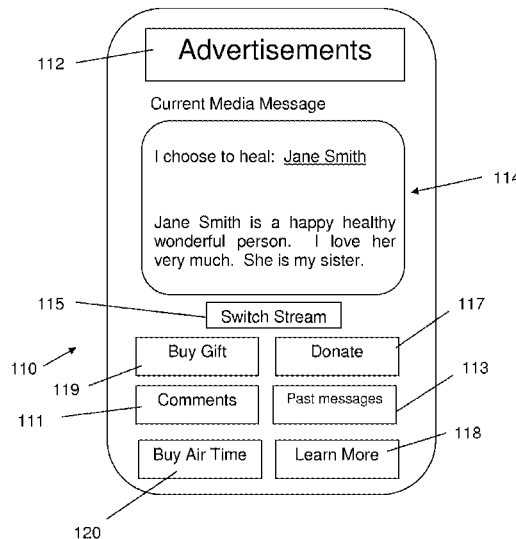 Advertisements
112
Current Media Message
I choose to heal: Jane Smith
114
Jane Smith is a happy healthy
wonderful person. I love her
very much. She is my sister.
115
Switch Stream
117
110
Buy Gift
Donate
119
113
Comments
Past messages
111
118
Buy Air Time
Learn More
120